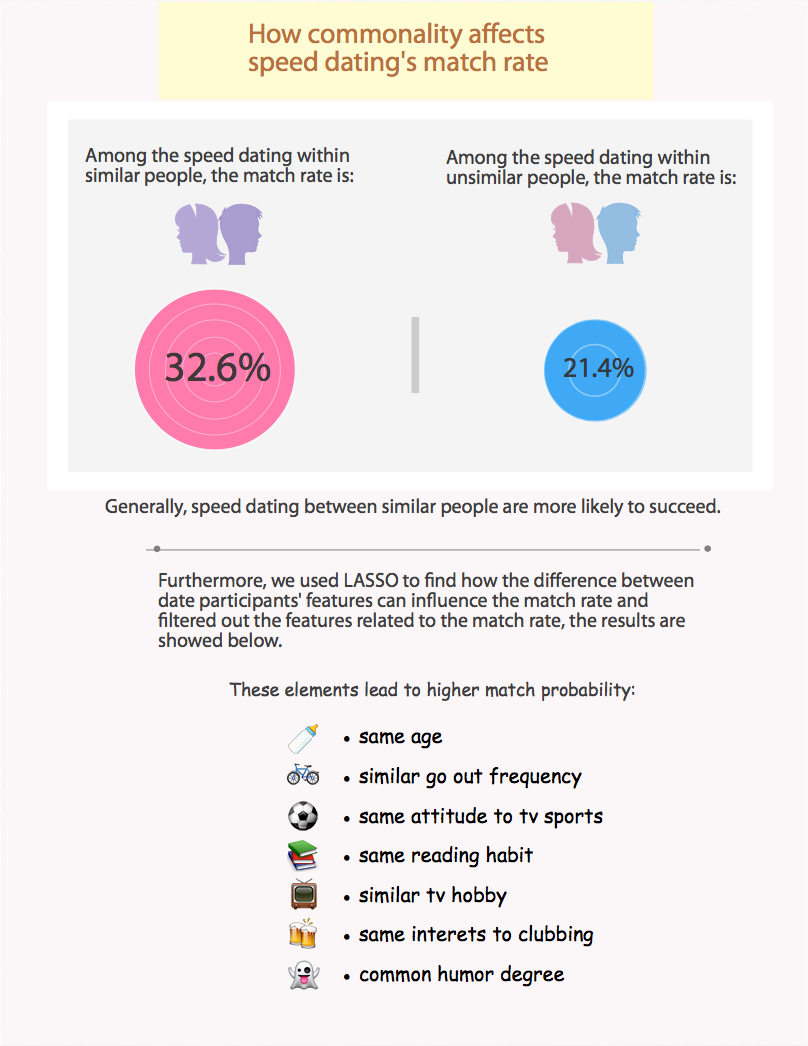 How commonality affects
speed dating's match rate
Among the speed dating within
similar people, the match rate is:
Among the speed dating within
unsimilar people, the match rate is:
32.6%
21.4%
Generally, speed dating between similar people are more likely to succeed.
Furthermore, we used LASSO to find how the difference between
date participants' features can influence the match rate and
filtered out the features related to the match rate, the results are
showed below.
These elements lead to higher match probability:
• same age
• similar go out frequency
• same attitude to tv sports
• same reading habit
• similar tv hobby
• same interets to clubbing
• common humor degree